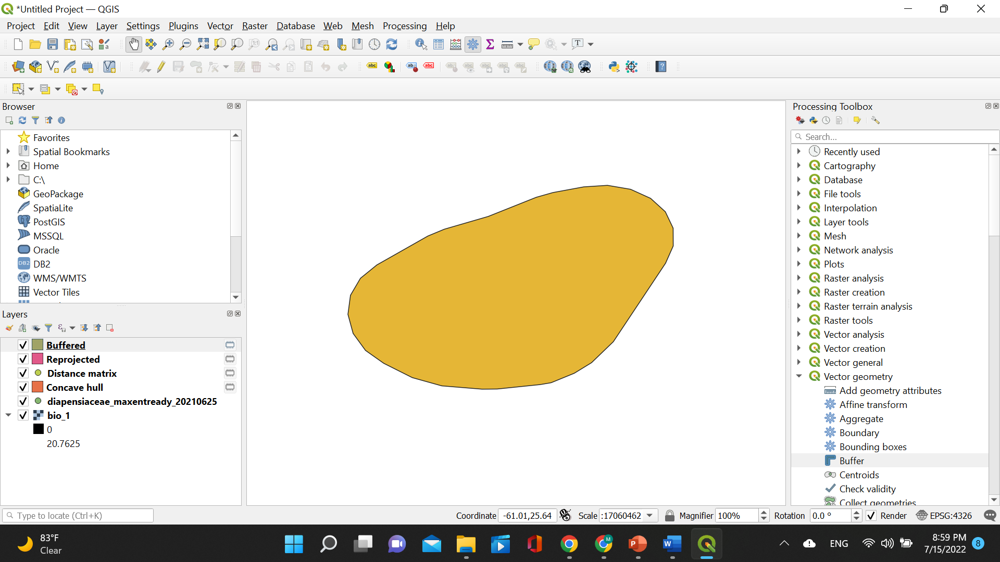 *Untitled Project — QGIS
Project Edit View Layer Settings Plugins Vector Raster Database Web Mesh Processing Help
Browser
Favorites
Spatial Bookmarks
Home
C:\
GeoPackage
SpatiaLite
PostGIS
MSSQL
Oracle
DB2
WMS/WMTS
Vector Tiles
Layers
Buffered
Reprojected
Distance matrix
Concave hull
diapensiaceae_maxentready_20210625
bio_1
0
20.7625
Processing Toolbox
Search...
Recently used
Cartography
Database
File tools
Interpolation
Layer tools
Mesh
Network analysis
Plots
Raster analysis
Raster creation
Raster terrain analysis
Raster tools
Vector analysis
Vector creation
Vector general
Vector geometry
Add geometry attributes
Affine transform
Aggregate
Boundary
Bounding boxes
Buffer
Centroids
Check validity
Collect geometries
Type to locate (Ctrl+K) Coordinate -61.01,25.64 Scale :17060462 Magnifier 100% Rotation 0.0 ° Render EPSG:4326
83°F
Clear
ENG
8:59 PM
7/15/2022
8